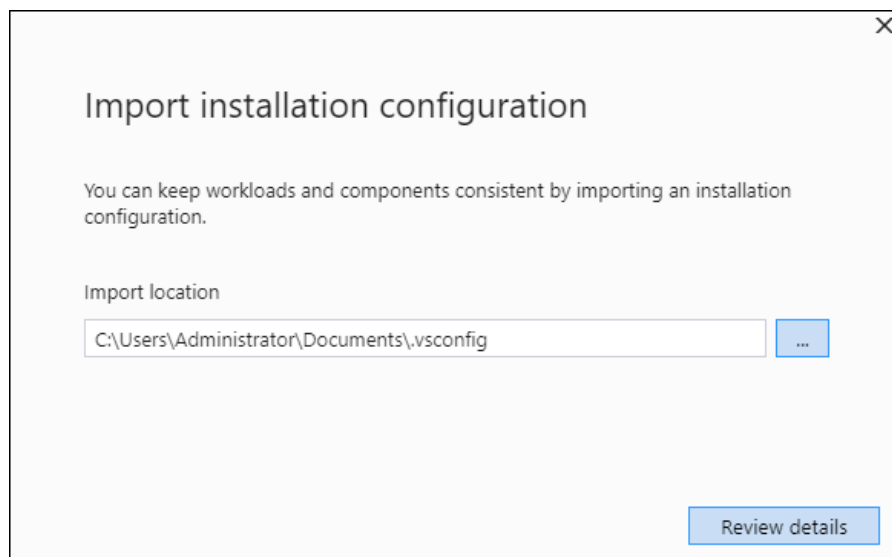 Import installation configuration
You can keep workloads and components consistent by importing an installation
configuration.
Import location
C:\Users\Administrator\Documents\.vsconfig
...
Review details